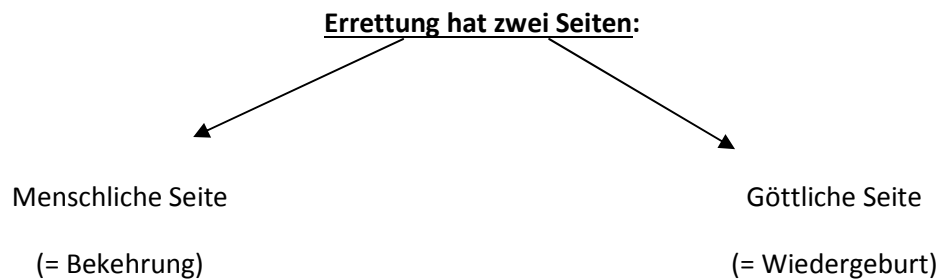 Errettung hat zwei Seiten:
Menschliche Seite
Göttliche Seite
(= Bekehrung)
(= Wiedergeburt)